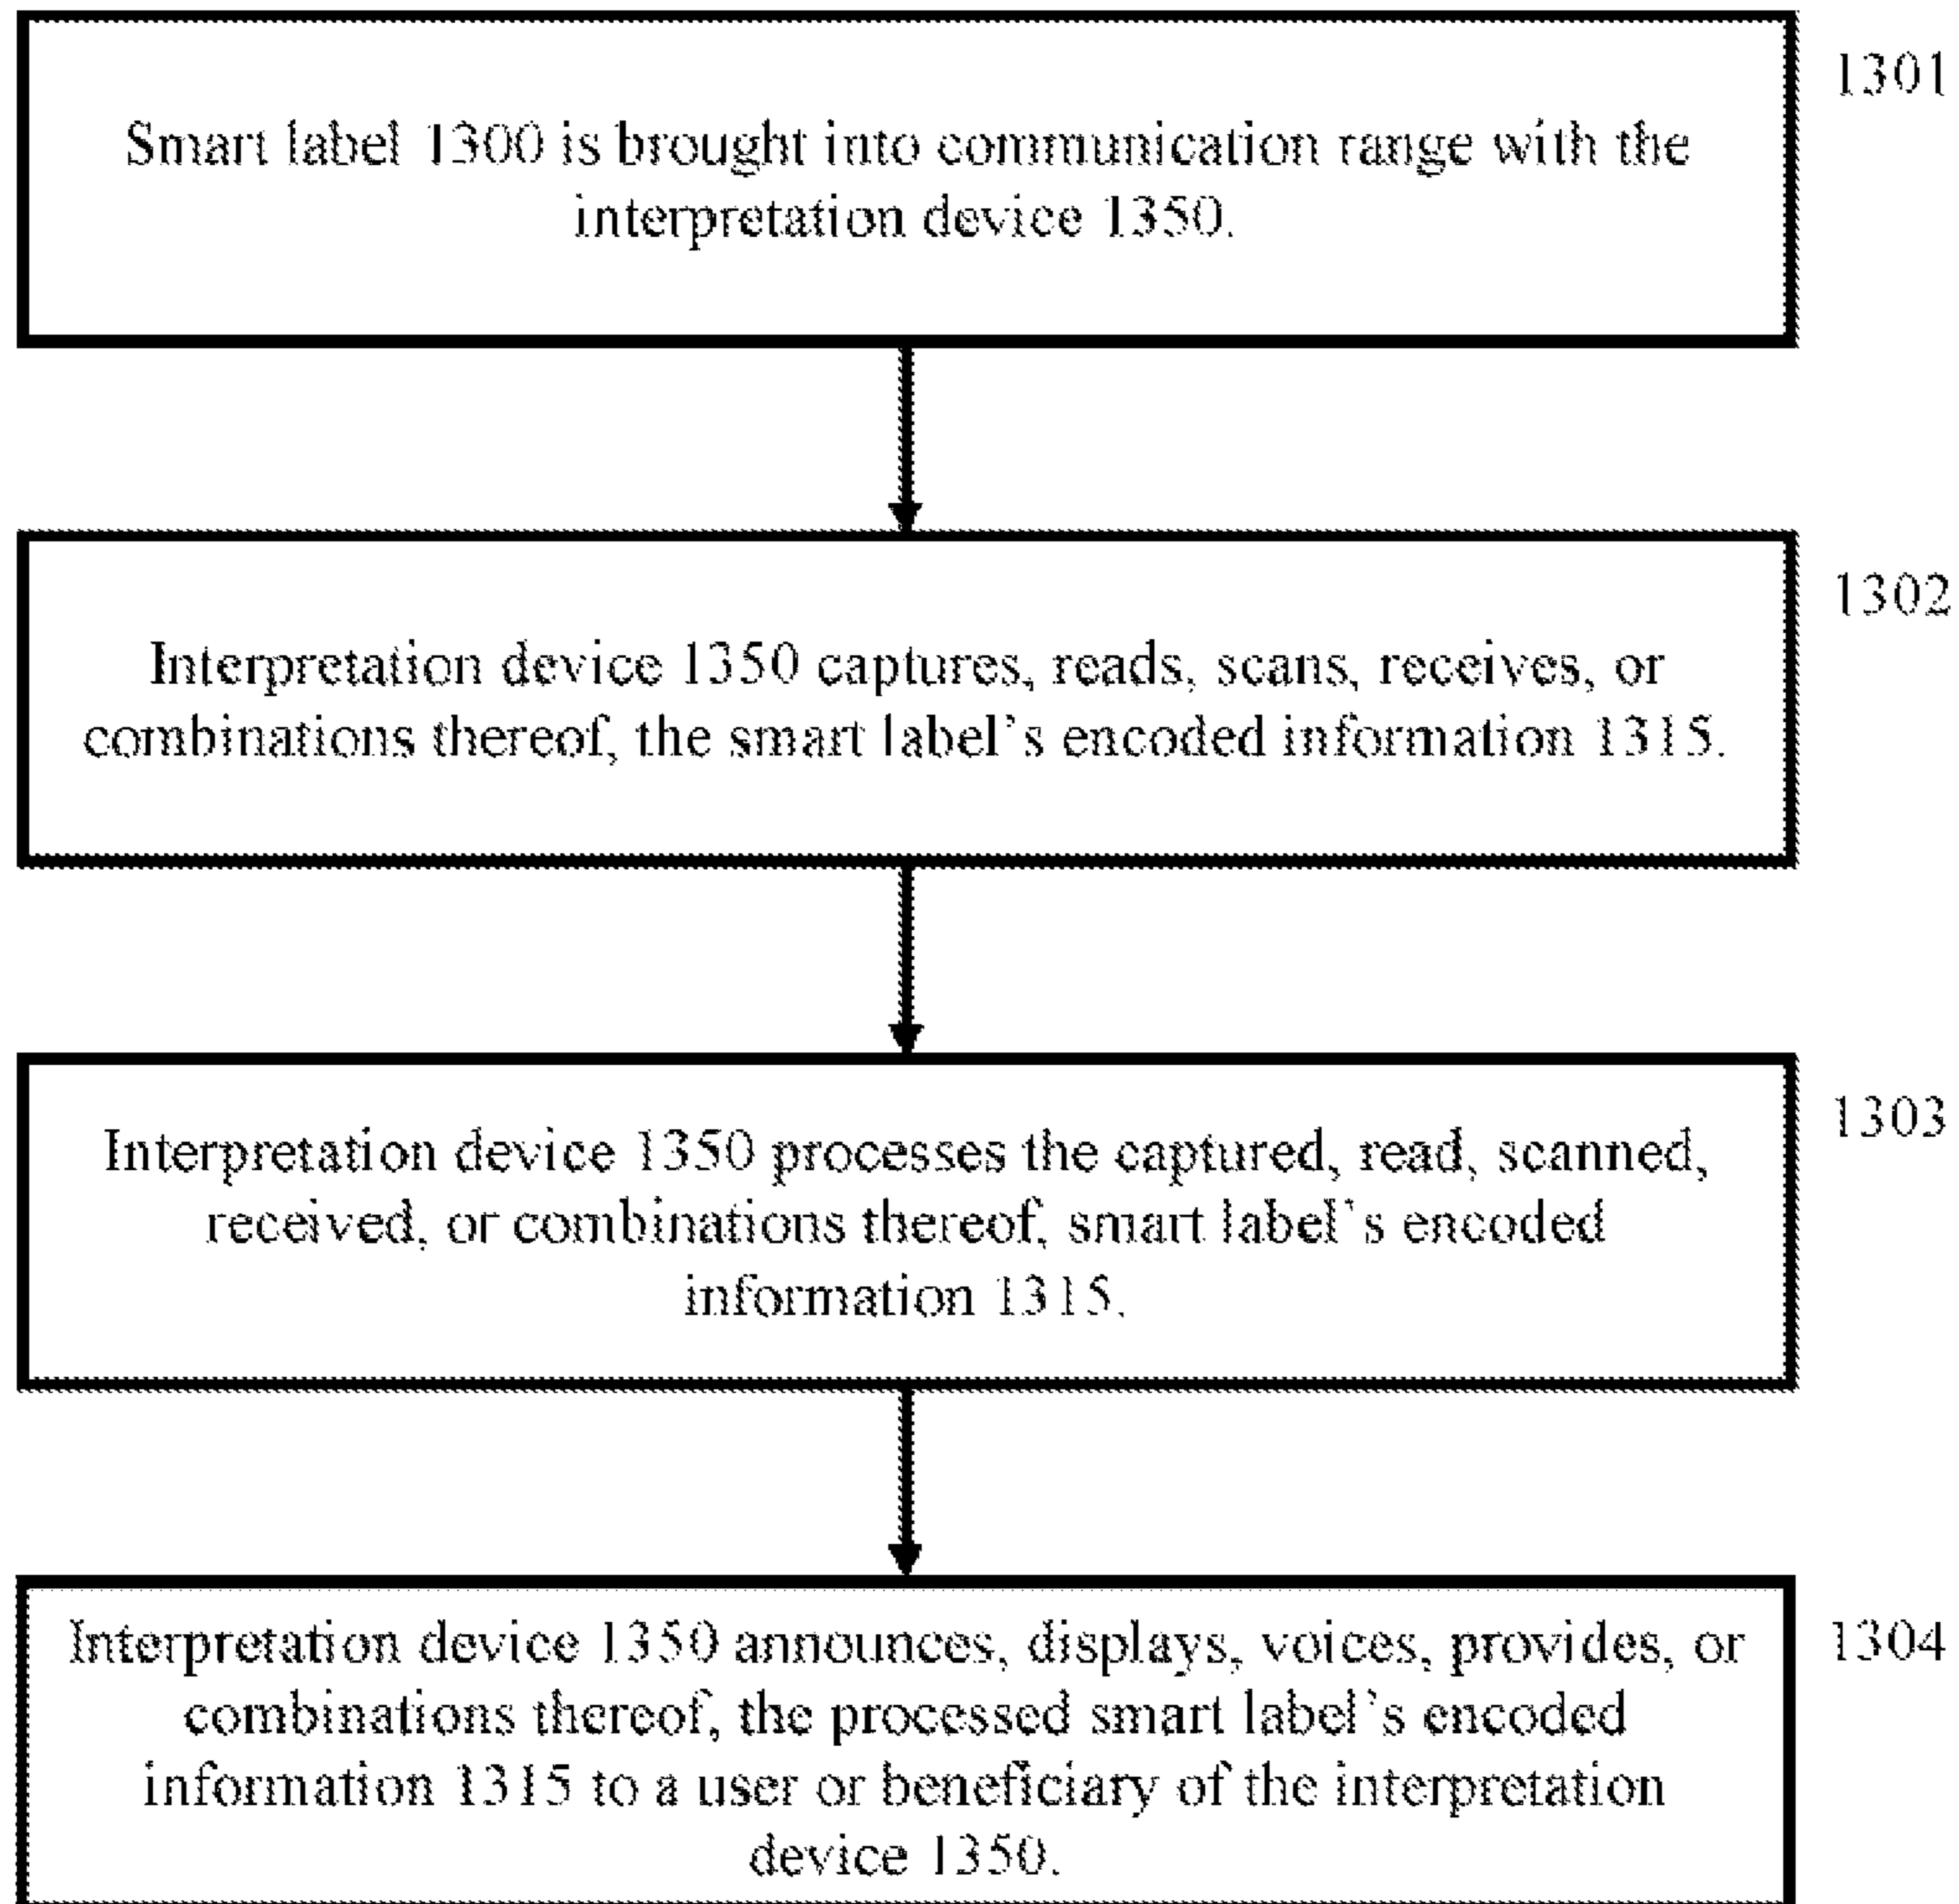 1301
Smart label 1300 is brought into communication range with the
interpretation device 1350.
1302
Interpretation device 1350 captures, reads, scans, receives, or
combinations thereof, the smart label's encoded information 1315.
1303
Interpretation device 1350 processes the captured, read, scanned,
received, or combinations thereof, smart label's encoded
information 1315.
1304
Interpretation device 1350 announces, displays, voices, provides, or
combinations thereof, the processed smart label's encoded
information 1315 to a user or beneficiary of the interpretation
device 1350.